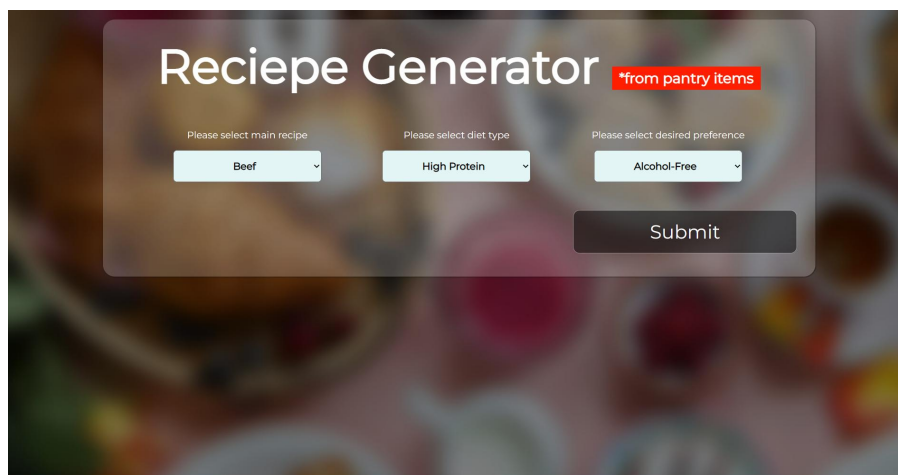 Reciepe Generator *from pantry items
Please select main recipe Please select diet type Please select desired preference
Beef High Protein Alcohol-Free
Submit